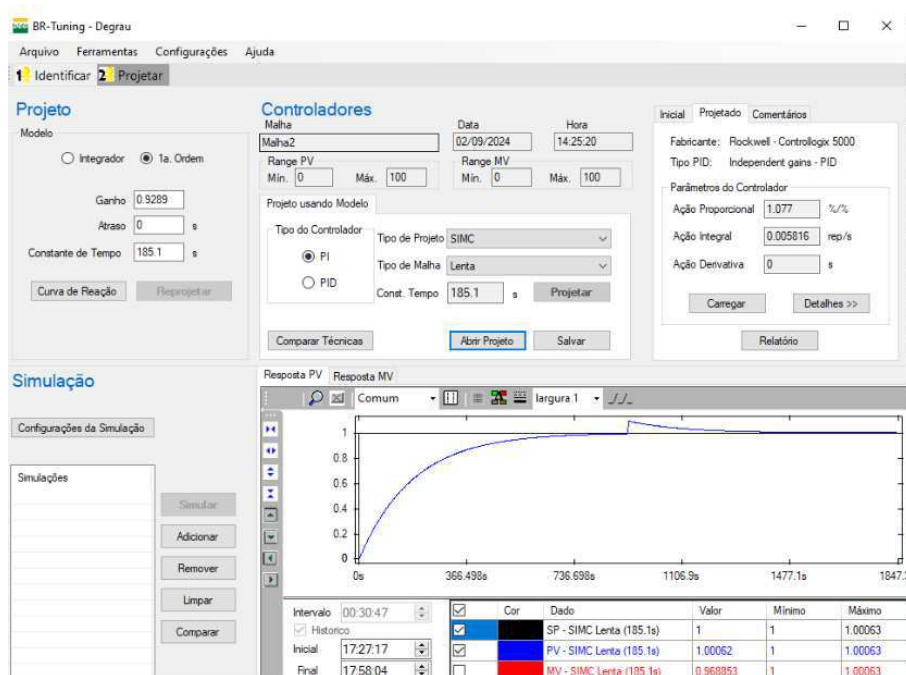 BR-Tuning - Degrau
Arquivo Ferramentas Configurações Ajuda
1 Identificar 2 Projetar
Projeto
Modelo
Integrador 1a. Ordem
Ganho 0.9289
Atraso 0 s
Constante de Tempo 185.1 s
Curva de Reação Reprojetar
Controladores
Malha Data Hora
Malha2 02/09/2024 14:25:20
Range PV Range MV
Mín. 0 Máx. 100 Mín. 0 Máx. 100
Projeto usando Modelo
Tipo do Controlador
PI
PID
Tipo de Projeto SIMC
Tipo de Malha Lenta
Const. Tempo 185.1 s Projetar
Comparar Técnicas Abrir Projeto Salvar
Inicial Projetado Comentários
Fabricante: Rockwell - Controllogix 5000
Tipo PID: Independent gains - PID
Parâmetros do Controlador
Ação Proporcional 1.077 %/%
Ação Integral 0.005816 rep/s
Ação Derivativa 0 s
Carregar Detalhes >>
Relatório
Simulação
Configurações da Simulação
Simulações
Simular
Adicionar
Remover
Limpar
Comparar
Resposta PV Resposta MV
Comum largura 1
1
0.8
0.6
0.4
0.2
0
0s 366.498s 736.698s 1106.9s 1477.1s 1847.
Intervalo 00:30:47
Historico
Inicial 17:27:17
Final 17:58:04
Cor Dado Valor Mínimo Máximo
SP - SIMC Lenta (185.1s) 1 1 1.00063
PV - SIMC Lenta (185.1s) 1.00062 1 1.00063
MV - SIMC Lenta (185.1s) 0.968853 1 1.00063